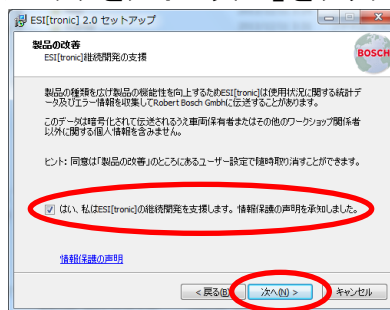 ESI[tronic] 2.0 セットアップ
製品の改善
ESI[tronic]継続開発の支援
BOSCH
製品の種類を広げ製品の機能性を向上するためESI[tronic]は使用状況に関する統計デ
ータ及びエラー情報を収集してRobert Bosch Gmbhに伝送することがあります。
このデータは暗号化されて伝送されるうえ車両保有者またはその他のワークショップ関係者
以外に関する個人情報を含みません。
ヒント: 同意は「製品の改善」のところにあるユーザー設定で随時取り消すことができます。
はい、私はESI[tronic]の継続開発を支援します。情報保護の声明を承知しました。
情報保護の声明
< 戻る(B) 次へ(N) > キャンセル